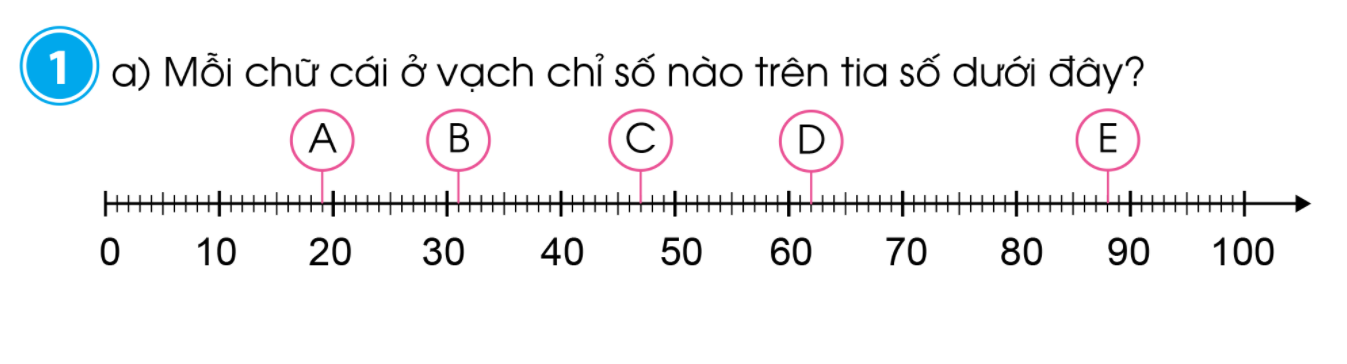 1 a) Mỗi chữ cái ở vạch chỉ số nào trên tia số dưới đây?
A B C D E
0 10 20 30 40 50 60 70 80 90 100